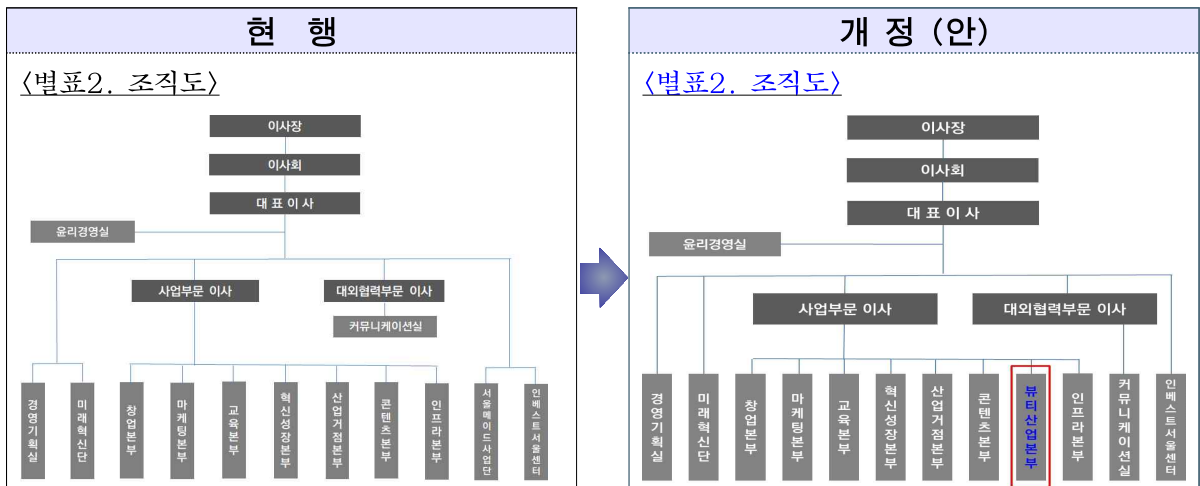 현 행
<별표2. 조직도>
이사장
이사회
대 표 이 사
윤리경영실
사업부문 이사
대외협력부문 이사
커뮤니케이션실
경영기획실
미래혁신단
창업본부
마케팅본부
교육본부
혁신성장본부
산업거점본부
콘텐츠본부
인프라본부
서울메이드사업단
인베스트서울센터
개 정 (안)
<별표2. 조직도>
이사장
이사회
대 표 이 사
윤리경영실
사업부문 이사
대외협력부문 이사
경영기획실
미래혁신단
창업본부
마케팅본부
교육본부
혁신성장본부
산업거점본부
콘텐츠본부
뷰티산업본부
인프라본부
커뮤니케이션실
인베스트서울센터